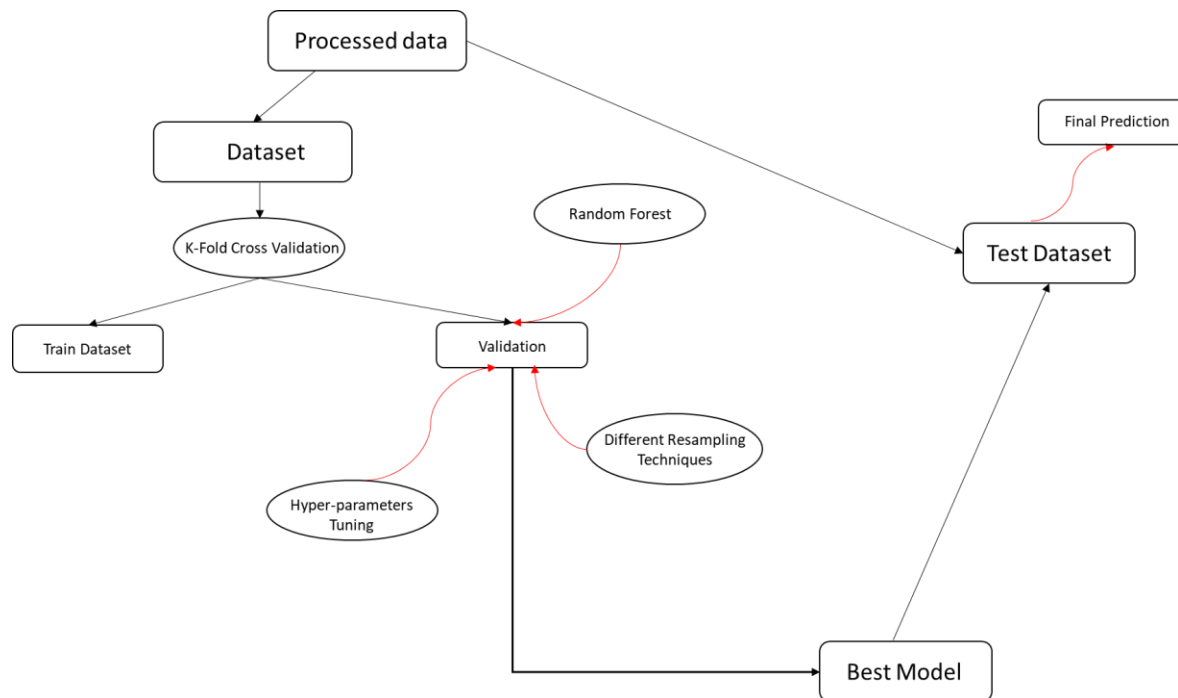 Processed data
Final Prediction
Dataset
Random Forest
K-Fold Cross Validation
Test Dataset
Train Dataset
Validation
Different Resampling
Techniques
Hyper-parameters
Tuning
Best Model